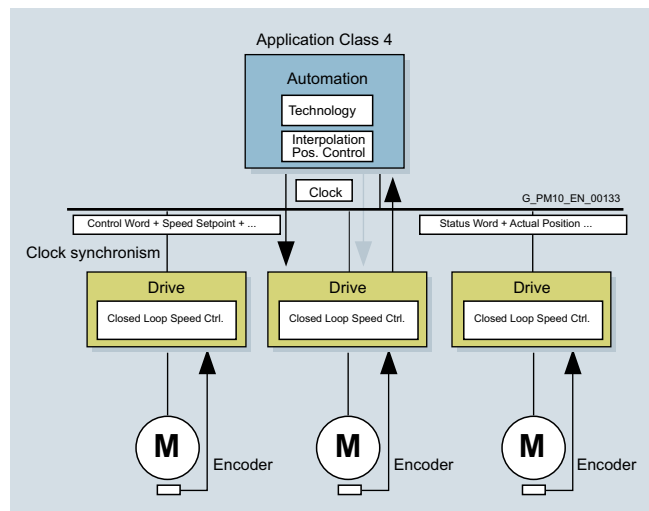 Application Class 4
Automation
Technology
Interpolation
Pos. Control
Clock
G_PM10_EN_00133
Control Word + Speed Setpoint + ...
Status Word + Actual Position ...
Clock synchronism
Drive
Drive
Drive
Closed Loop Speed Ctrl.
Closed Loop Speed Ctrl.
Closed Loop Speed Ctrl.
M
M
M
Encoder
Encoder
Encoder